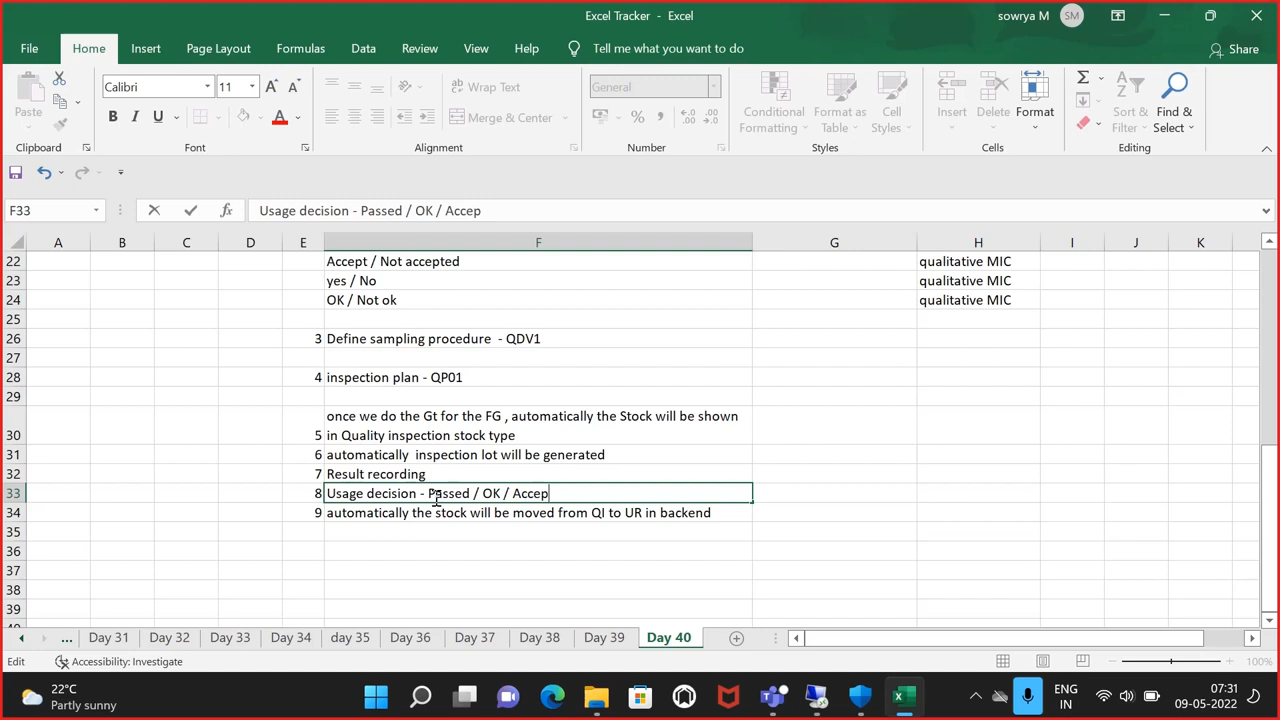 Excel Tracker - Excel
sowrya M
SM
File Home Insert Page Layout Formulas Data Review View Help Tell me what you want to do Share
Paste
Clipboard
Calibri 11 A A
B I U A
Font
ab Wrap Text
Merge & Center
Alignment
General
% ,
Number
Conditional Formatting
Format as Table
Cell Styles
Styles
Insert Delete Format
Cells
Sort & Filter
Find & Select
Editing
F33 fx Usage decision - Passed / OK / Accep
A B C D E F G H I J K
22 Accept / Not accepted qualitative MIC
23 yes / No qualitative MIC
24 OK / Not ok qualitative MIC
25
26 3 Define sampling procedure - QDV1
27
28 4 inspection plan - QP01
29
once we do the Gt for the FG , automatically the Stock will be shown
30 5 in Quality inspection stock type
31 6 automatically inspection lot will be generated
32 7 Result recording
33 8 Usage decision - Passed / OK / Accep
34 9 automatically the stock will be moved from QI to UR in backend
35
36
37
38
39
... Day 31 Day 32 Day 33 Day 34 day 35 Day 36 Day 37 Day 38 Day 39 Day 40
Edit Accessibility: Investigate 100%
22°C
Partly sunny
ENG
IN
07:31
09-05-2022